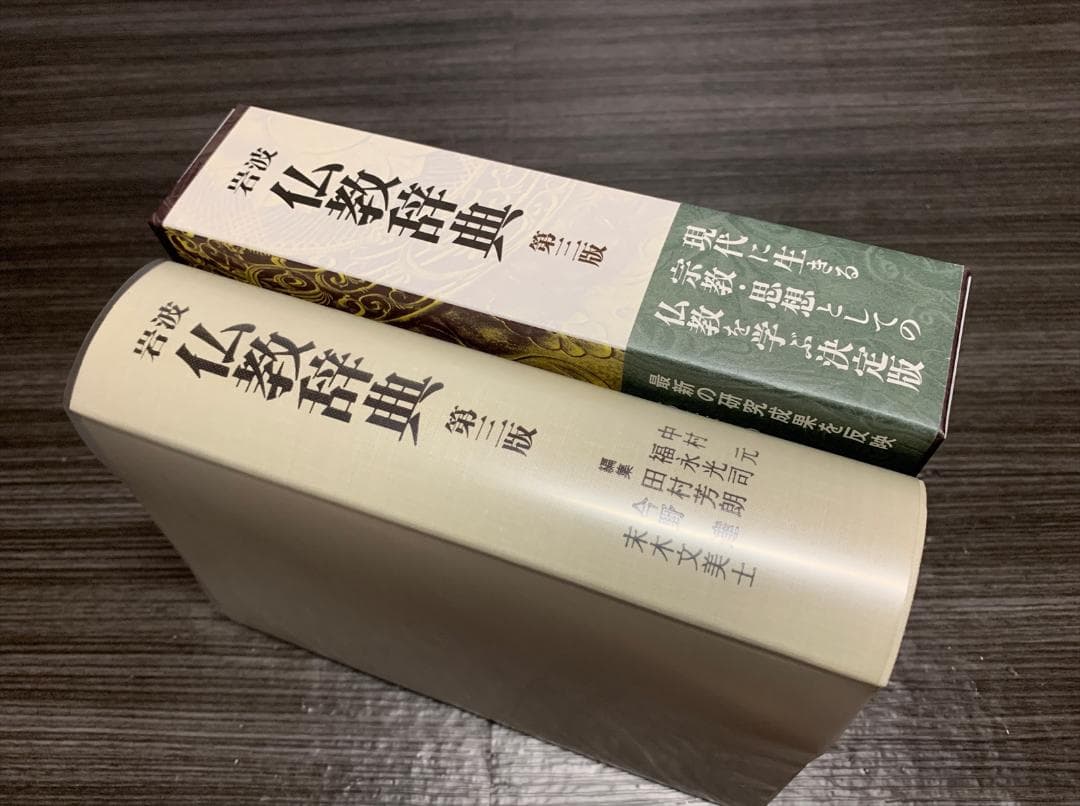 岩波
仏教辞典
第三版
現代に生きる
宗教・思想としての
仏教を学ぶ決定版
最新の研究成果を反映
岩波
仏教辞典
第三版
中村 元
福永光司
田村芳朗
今野 達
末木文美士
編集